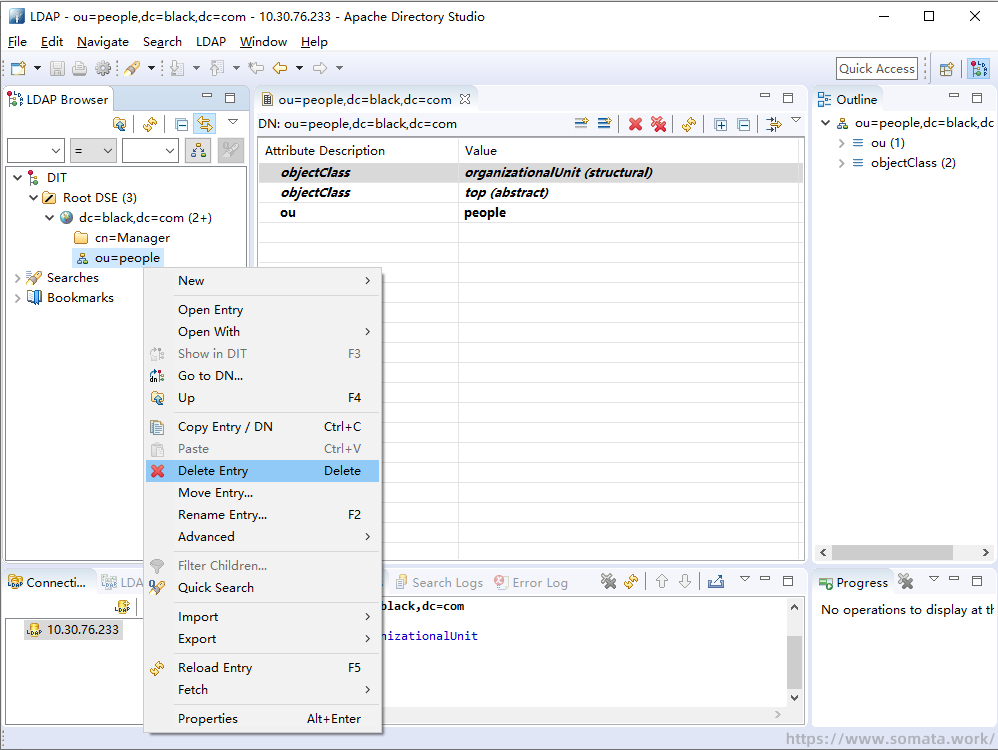 LDAP - ou=people,dc=black,dc=com - 10.30.76.233 - Apache Directory Studio
File Edit Navigate Search LDAP Window Help
Quick Access
LDAP Browser
=
DIT
Root DSE (3)
dc=black,dc=com (2+)
cn=Manager
ou=people
Searches
Bookmarks
ou=people,dc=black,dc=com
DN: ou=people,dc=black,dc=com
Attribute Description Value
objectClass organizationalUnit (structural)
objectClass top (abstract)
ou people
Outline
ou=people,dc=black,dc
ou (1)
objectClass (2)
New
Open Entry
Open With
Show in DIT F3
Go to DN...
Up F4
Copy Entry / DN Ctrl+C
Paste Ctrl+V
Delete Entry Delete
Move Entry...
Rename Entry... F2
Advanced
Filter Children...
Quick Search
Import
Export
Reload Entry F5
Fetch
Properties Alt+Enter
Connecti... LDA
10.30.76.233
Search Logs Error Log
black,dc=com
nizationalUnit
Progress
No operations to display at th
https://www.somata.work/